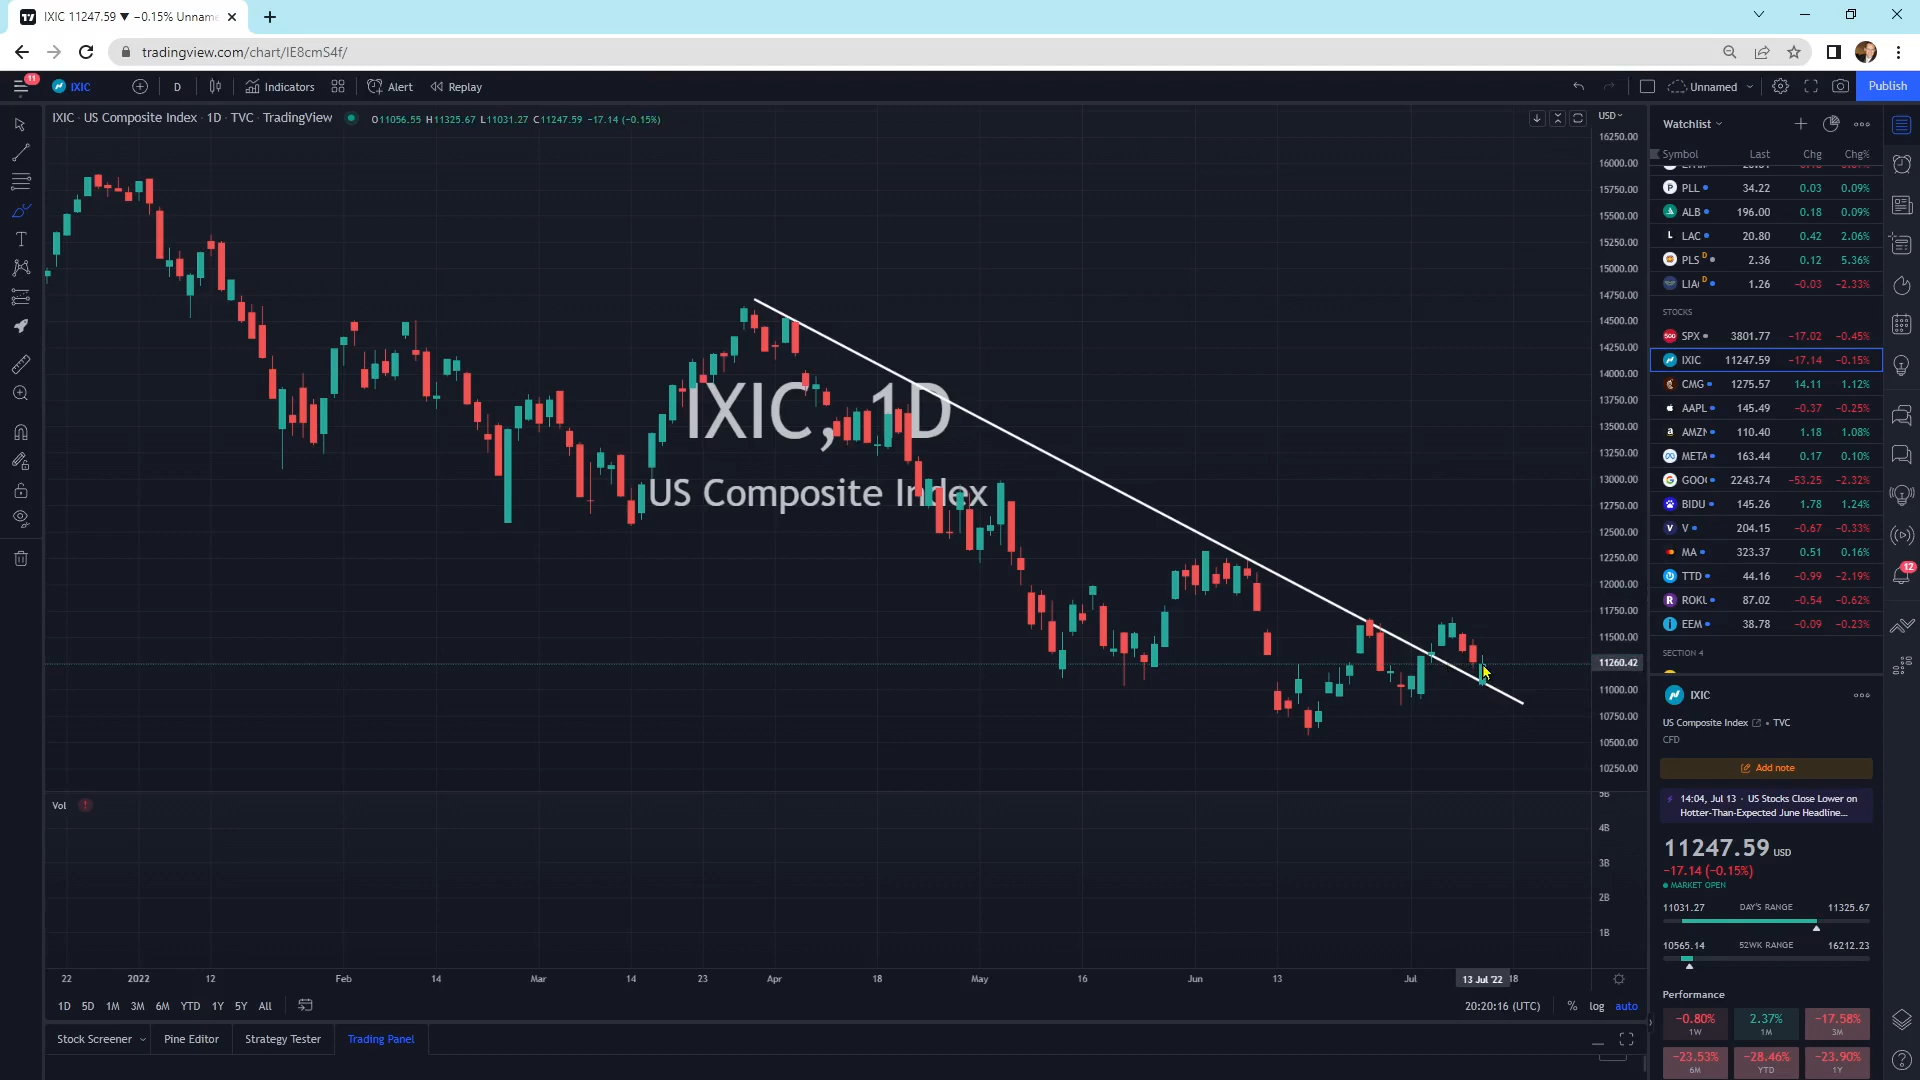 IXIC 11247.59 ▼ −0.15% Unname
tradingview.com/chart/IE8cmS4f/
11
IXIC
D
Indicators
Alert
Replay
Unnamed
Publish
IXIC · US Composite Index · 1D · TVC · TradingView
O11056.55 H11325.67 L11031.27 C11247.59 −17.14 (−0.15%)
USD
16250.00
16000.00
15750.00
15500.00
15250.00
15000.00
14750.00
14500.00
14250.00
14000.00
13750.00
13500.00
13250.00
13000.00
12750.00
12500.00
12250.00
12000.00
11750.00
11500.00
11260.42
11000.00
10750.00
10500.00
10250.00
IXIC, 1D
US Composite Index
Vol
5B
4B
3B
2B
1B
22 2022 12 Feb 14 Mar 14 23 Apr 18 May 16 Jun 13 Jul 13 Jul '22 18
1D 5D 1M 3M 6M YTD 1Y 5Y All
20:20:16 (UTC) % log auto
Stock Screener Pine Editor Strategy Tester Trading Panel
Watchlist
Symbol Last Chg Chg%
PLL 34.22 0.03 0.09%
ALB 196.00 0.18 0.09%
LAC 20.80 0.42 2.06%
PLS D 2.36 0.12 5.36%
LIA D 1.26 −0.03 −2.33%
STOCKS
SPX 3801.77 −17.02 −0.45%
IXIC 11247.59 −17.14 −0.15%
CMG 1275.57 14.11 1.12%
AAPL 145.49 −0.37 −0.25%
AMZN 110.40 1.18 1.08%
META 163.44 0.17 0.10%
GOO 2243.74 −53.25 −2.32%
BIDU 145.26 1.78 1.24%
V 204.15 −0.67 −0.33%
MA 323.37 0.51 0.16%
TTD 44.16 −0.99 −2.19%
ROKU 87.02 −0.54 −0.62%
EEM 38.78 −0.09 −0.23%
SECTION 4
12
IXIC
US Composite Index • TVC
CFD
Add note
14:04, Jul 13 · US Stocks Close Lower on
Hotter-Than-Expected June Headline...
11247.59 USD
−17.14 (−0.15%)
MARKET OPEN
11031.27 DAY'S RANGE 11325.67
10565.14 52WK RANGE 16212.23
Performance
−0.80% 2.37% −17.58%
1W 1M 3M
−23.53% −28.46% −23.90%
6M YTD 1Y